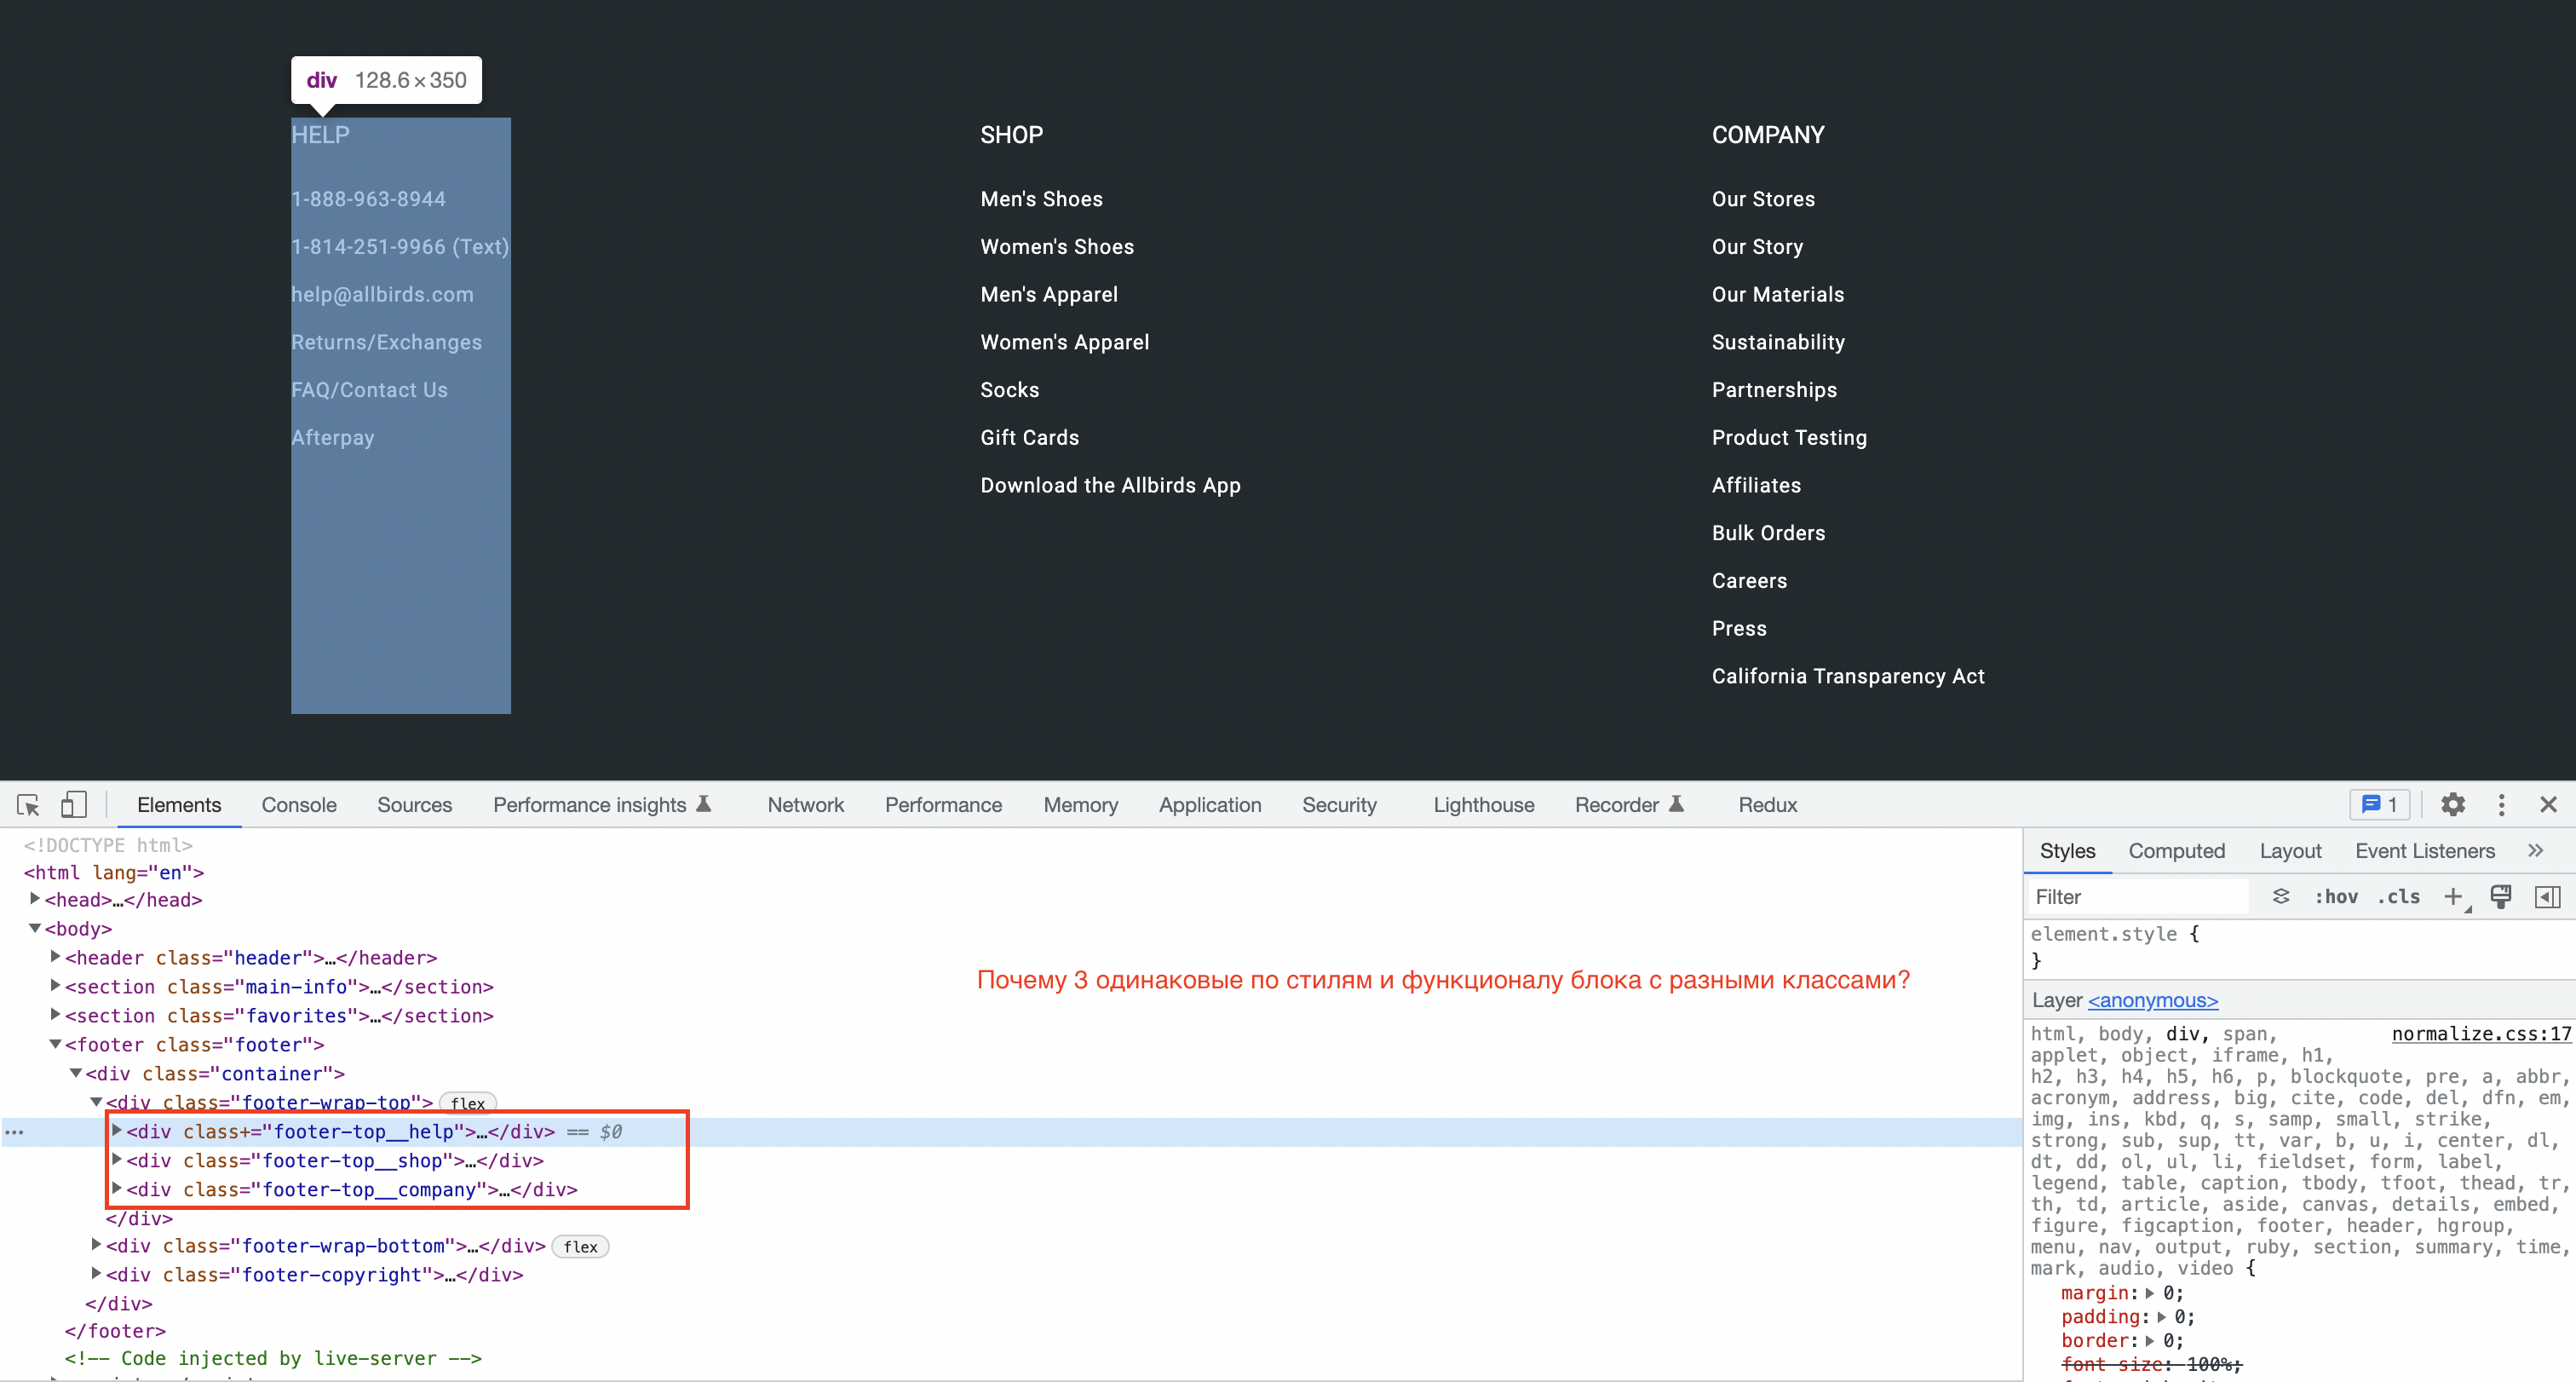 div 128.6×350
HELP
1-888-963-8944
1-814-251-9966 (Text)
help@allbirds.com
Returns/Exchanges
FAQ/Contact Us
Afterpay
SHOP
Men's Shoes
Women's Shoes
Men's Apparel
Women's Apparel
Socks
Gift Cards
Download the Allbirds App
COMPANY
Our Stores
Our Story
Our Materials
Sustainability
Partnerships
Product Testing
Affiliates
Bulk Orders
Careers
Press
California Transparency Act
Elements Console Sources Performance insights Network Performance Memory Application Security Lighthouse Recorder Redux 1
<!DOCTYPE html>
<html lang="en">
<head>…</head>
<body>
<header class="header">…</header>
<section class="main-info">…</section>
<section class="favorites">…</section>
<footer class="footer">
<div class="container">
<div class="footer-wrap-top"> flex
<div class+="footer-top__help">…</div> == $0
<div class="footer-top__shop">…</div>
<div class="footer-top__company">…</div>
</div>
<div class="footer-wrap-bottom">…</div> flex
<div class="footer-copyright">…</div>
</div>
</footer>
<!-- Code injected by live-server -->
Почему 3 одинаковые по стилям и функционалу блока с разными классами?
Styles Computed Layout Event Listeners »
Filter :hov .cls +
element.style {
}
Layer <anonymous>
html, body, div, span, normalize.css:17
applet, object, iframe, h1,
h2, h3, h4, h5, h6, p, blockquote, pre, a, abbr,
acronym, address, big, cite, code, del, dfn, em,
img, ins, kbd, q, s, samp, small, strike,
strong, sub, sup, tt, var, b, u, i, center, dl,
dt, dd, ol, ul, li, fieldset, form, label,
legend, table, caption, tbody, tfoot, thead, tr,
th, td, article, aside, canvas, details, embed,
figure, figcaption, footer, header, hgroup,
menu, nav, output, ruby, section, summary, time,
mark, audio, video {
margin: 0;
padding: 0;
border: 0;
font-size: 100%;